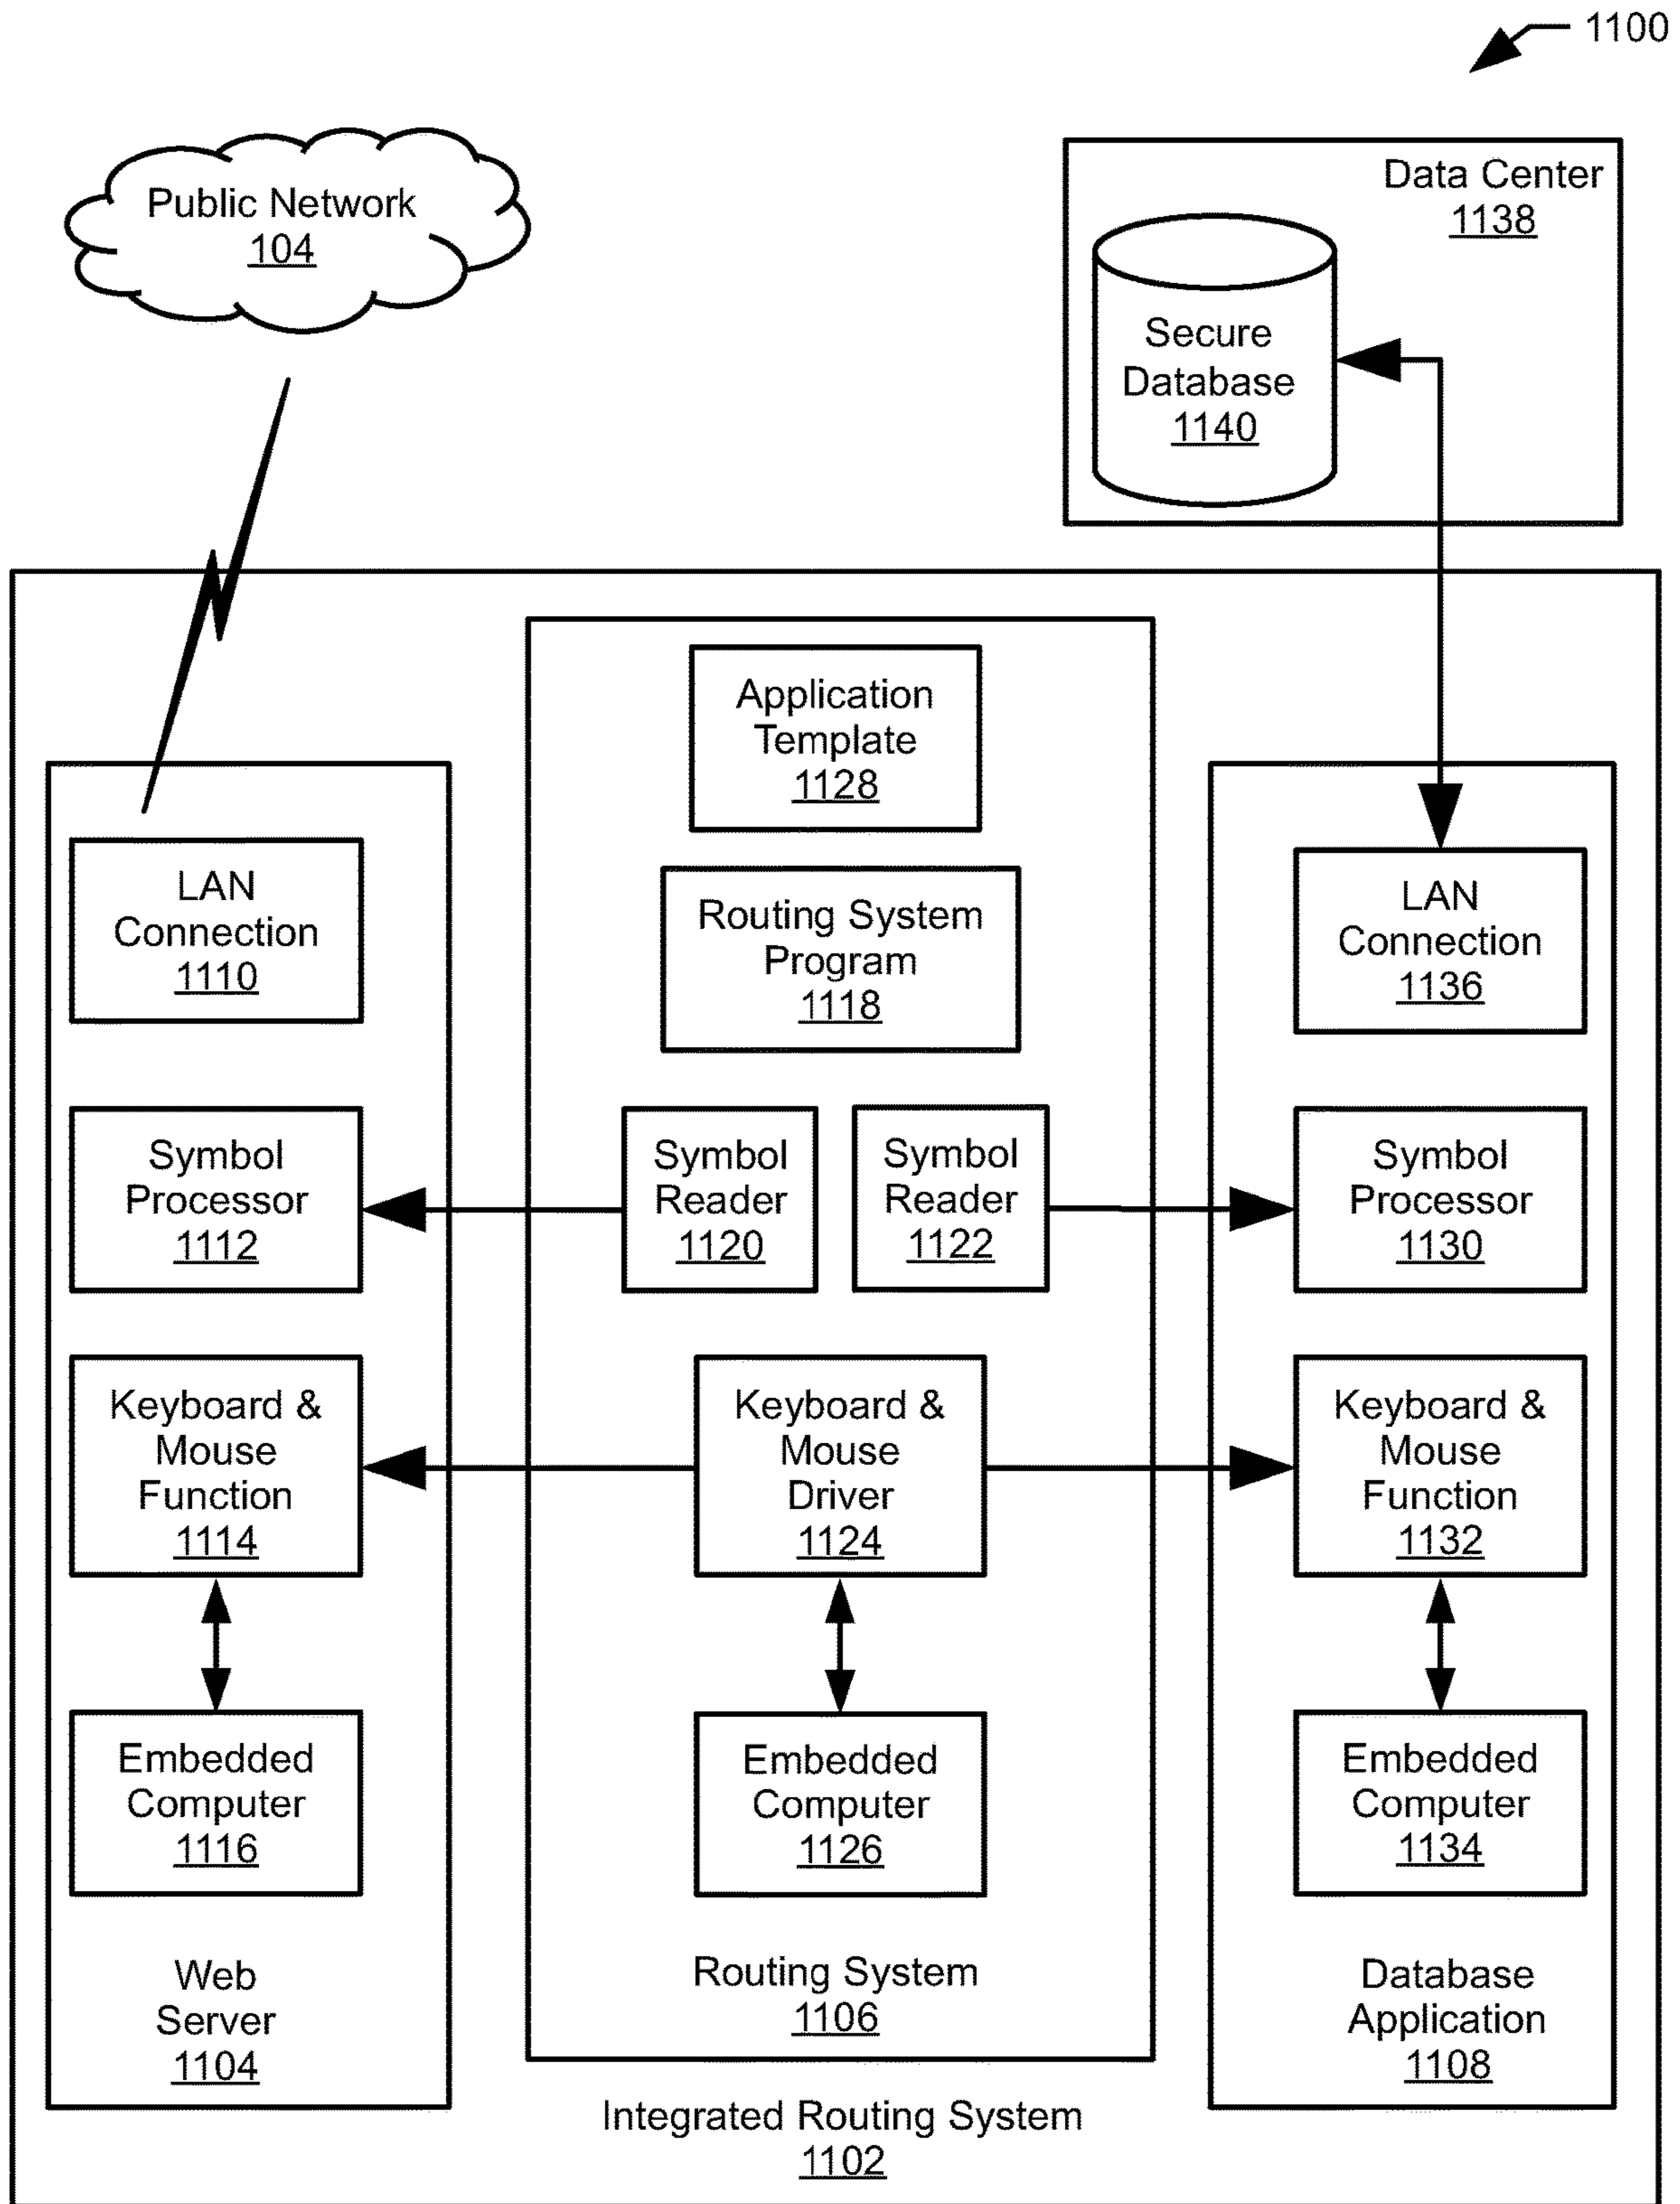 1100
Public Network
104
Data Center
1138
Secure
Database
1140
LAN
Connection
1110
Symbol
Processor
1112
Keyboard &
Mouse
Function
1114
Embedded
Computer
1116
Web
Server
1104
Application
Template
1128
Routing System
Program
1118
Symbol
Reader
1120
Symbol
Reader
1122
Keyboard &
Mouse
Driver
1124
Embedded
Computer
1126
Routing System
1106
LAN
Connection
1136
Symbol
Processor
1130
Keyboard &
Mouse
Function
1132
Embedded
Computer
1134
Database
Application
1108
Integrated Routing System
1102